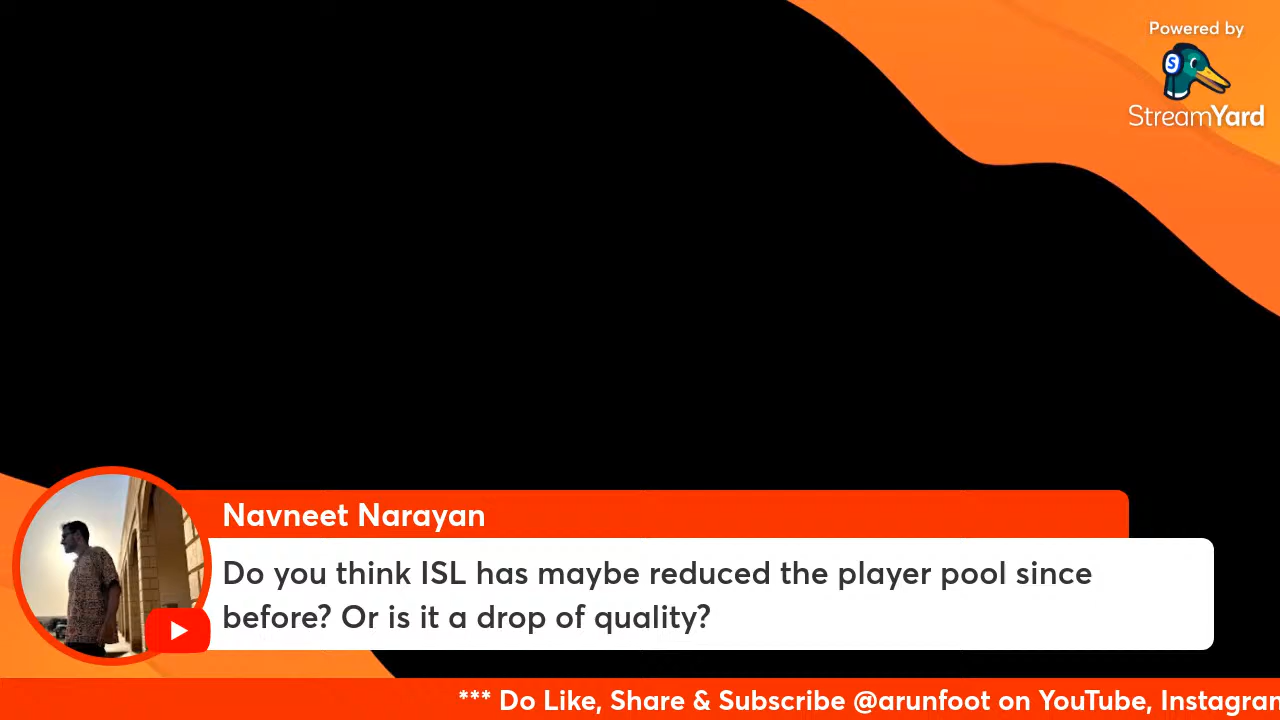 Powered by
StreamYard
Navneet Narayan
Do you think ISL has maybe reduced the player pool since
before? Or is it a drop of quality?
*** Do Like, Share & Subscribe @arunfoot on YouTube, Instagran